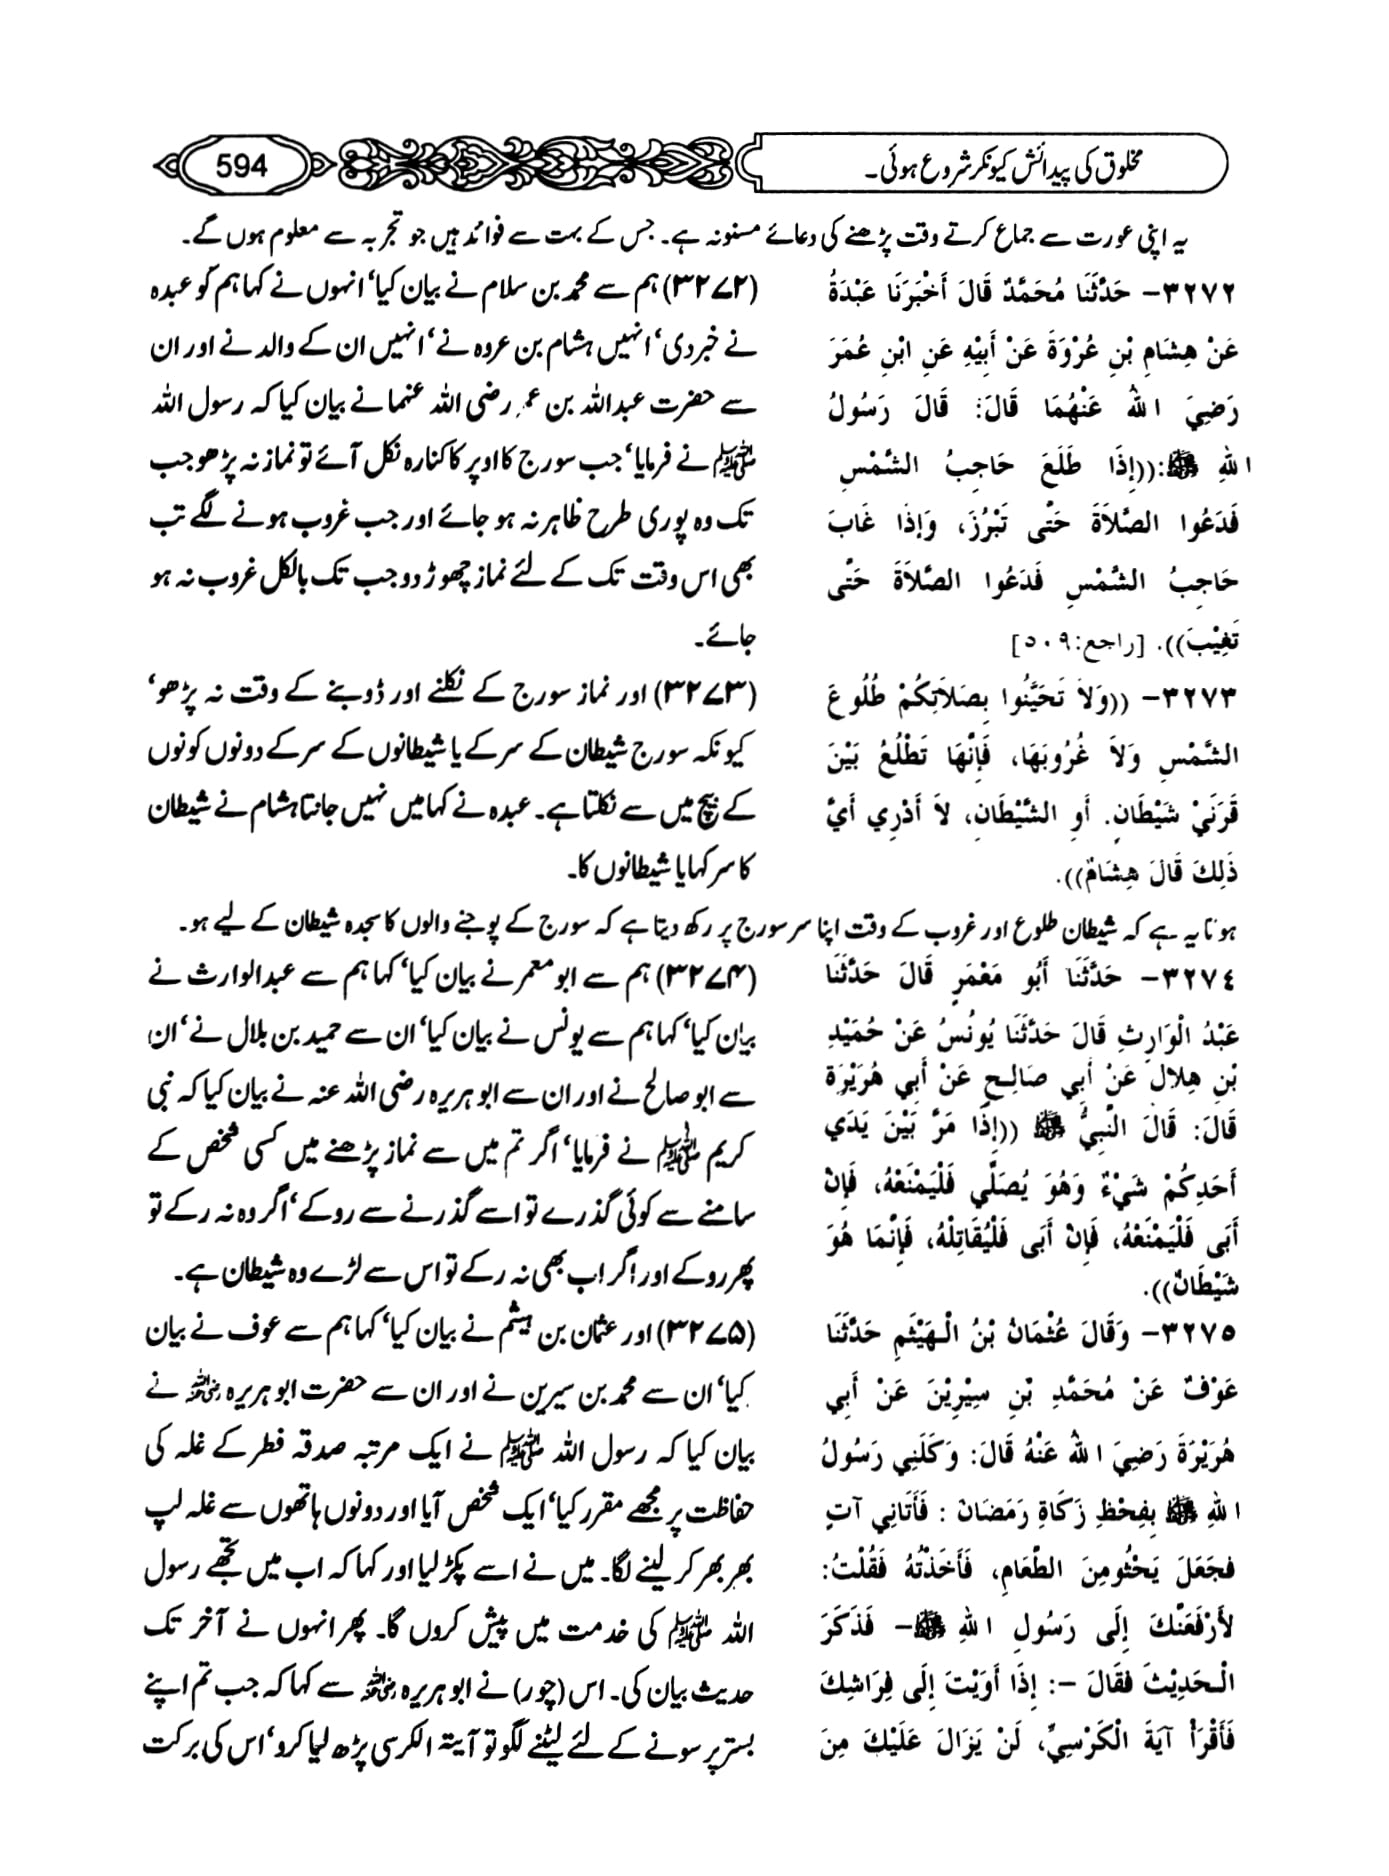 مخلوق کی پیدائش کیونکر شروع ہوئی۔
594
یہ اپنی عورت سے جماع کرتے وقت پڑھنے کی دعائے مسنونہ ہے۔ جس کے بہت سے فوائد ہیں جو تجربہ سے معلوم ہوں گے۔
٣٢٧٢- حَدَّثَنَا مُحَمَّدٌ قَالَ أَخْبَرَنَا عَبْدَةُ
عَنْ هِشَامِ بْنِ عُرْوَةَ عَنْ أَبِيْهِ عَنِ ابْنِ عُمَرَ
رَضِيَ اللهُ عَنْهُمَا قَالَ: قَالَ رَسُولُ
اللهِ ﷺ:((إِذَا طَلَعَ حَاجِبُ الشَّمْسِ
فَدَعُوا الصَّلاَةَ حَتَّى تَبْرُزَ، وَإِذَا غَابَ
حَاجِبُ الشَّمْسِ فَدَعُوا الصَّلاَةَ حَتَّى
تَغِيْبَ)). [راجع:٥٠٩]
(۳۲۷۲) ہم سے محمد بن سلام نے بیان کیا‘ انہوں نے کہا ہم کو عبدہ
نے خبر دی‘ انہیں ہشام بن عروہ نے‘ انہیں ان کے والد نے اور ان
سے حضرت عبداللہ بن عمر رضی اللہ عنہما نے بیان کیا کہ رسول اللہ
ﷺ نے فرمایا‘ جب سورج کا اوپر کا کنارہ نکل آئے تو نماز نہ پڑھو جب
تک وہ پوری طرح ظاہر نہ ہو جائے اور جب غروب ہونے لگے تب
بھی اس وقت تک کے لئے نماز چھوڑ دو جب تک بالکل غروب نہ ہو
جائے۔
٣٢٧٣- ((وَلاَ تَحَيَّنُوا بِصَلاَتِكُمْ طُلُوعَ
الشَّمْسِ وَلاَ غُرُوبَهَا، فَإِنَّهَا تَطْلُعُ بَيْنَ
قَرْنَيْ شَيْطَانٍ. أَوِ الشَّيْطَانِ، لاَ أَدْرِي أَيَّ
ذَلِكَ قَالَ هِشَامٌ)).
(۳۲۷۳) اور نماز سورج کے نکلنے اور ڈوبنے کے وقت نہ پڑھو‘
کیونکہ سورج شیطان کے سر کے یا شیطانوں کے سر کے دونوں کونوں
کے بیچ میں سے نکلتا ہے۔ عبدہ نے کہا میں نہیں جانتا ہشام نے شیطان
کا سر کہا یا شیطانوں کا۔
ہوتا یہ ہے کہ شیطان طلوع اور غروب کے وقت اپنا سر سورج پر رکھ دیتا ہے کہ سورج کے پوجنے والوں کا سجدہ شیطان کے لیے ہو۔
٣٢٧٤- حَدَّثَنَا أَبُو مَعْمَرٍ قَالَ حَدَّثَنَا
عَبْدُ الْوَارِثِ قَالَ حَدَّثَنَا يُونُسُ عَنْ حُمَيْدِ
بْنِ هِلاَلٍ عَنْ أَبِي صَالِحٍ عَنْ أَبِي هُرَيْرَةَ
قَالَ: قَالَ النَّبِيُّ ﷺ ((إِذَا مَرَّ بَيْنَ يَدَي
أَحَدِكُمْ شَيْءٌ وَهُوَ يُصَلِّي فَلْيَمْنَعْهُ، فَإِنْ
أَبَى فَلْيَمْنَعْهُ، فَإِنْ أَبَى فَلْيُقَاتِلْهُ، فَإِنَّمَا هُوَ
شَيْطَانٌ)).
(۳۲۷۴) ہم سے ابو معمر نے بیان کیا‘ کہا ہم سے عبدالوارث نے
بیان کیا‘ کہا ہم سے یونس نے بیان کیا‘ ان سے حمید بن ہلال نے‘ ان
سے ابو صالح نے اور ان سے ابو ہریرہ رضی اللہ عنہ نے بیان کیا کہ نبی
کریم ﷺ نے فرمایا‘ اگر تم میں سے نماز پڑھنے میں کسی شخص کے
سامنے سے کوئی گذرے تو اسے گذرنے سے روکے‘ اگر وہ نہ رکے تو
پھر روکے اور اگر اب بھی نہ رکے تو اس سے لڑے وہ شیطان ہے۔
٣٢٧٥- وَقَالَ عُثْمَانُ بْنُ الْهَيْثَمِ حَدَّثَنَا
عَوْفٌ عَنْ مُحَمَّدِ بْنِ سِيْرِيْنَ عَنْ أَبِي
هُرَيْرَةَ رَضِيَ اللهُ عَنْهُ قَالَ: وَكَلَنِي رَسُولُ
اللهِ ﷺ بِفِحْظِ زَكَاةِ رَمَضَانَ : فَأَتَانِي آتٍ
فجَعَلَ يَحْثُومِنَ الطَّعَامِ، فَأَخَذْتُهُ فَقُلْتُ:
لأَرْفَعَنَّكَ إِلَى رَسُولِ اللهِ ﷺ- فَذَكَرَ
الْحَدِيْثَ فقَالَ -: إِذَا أَوَيْتَ إِلَى فِرَاشِكَ
فَأَقْرَأْ آيَةَ الْكَرْسِيِّ، لَنْ يَزَالَ عَلَيْكَ مِنَ
(۳۲۷۵) اور عثمان بن ہیشم نے بیان کیا‘ کہا ہم سے عوف نے بیان
کیا‘ ان سے محمد بن سیرین نے اور ان سے حضرت ابو ہریرہ رضی اللہ عنہ نے
بیان کیا کہ رسول اللہ ﷺ نے ایک مرتبہ صدقہ فطر کے غلہ کی
حفاظت پر مجھے مقرر کیا‘ ایک شخص آیا اور دونوں ہاتھوں سے غلہ لپ
بھر بھر کر لینے لگا۔ میں نے اسے پکڑ لیا اور کہا کہ اب میں تجھے رسول
اللہ ﷺ کی خدمت میں پیش کروں گا۔ پھر انہوں نے آخر تک
حدیث بیان کی۔ اس (چور) نے ابو ہریرہ رضی اللہ عنہ سے کہا کہ جب تم اپنے
بستر پر سونے کے لئے لیٹنے لگو تو آیتہ الکرسی پڑھ لیا کرو‘ اس کی برکت